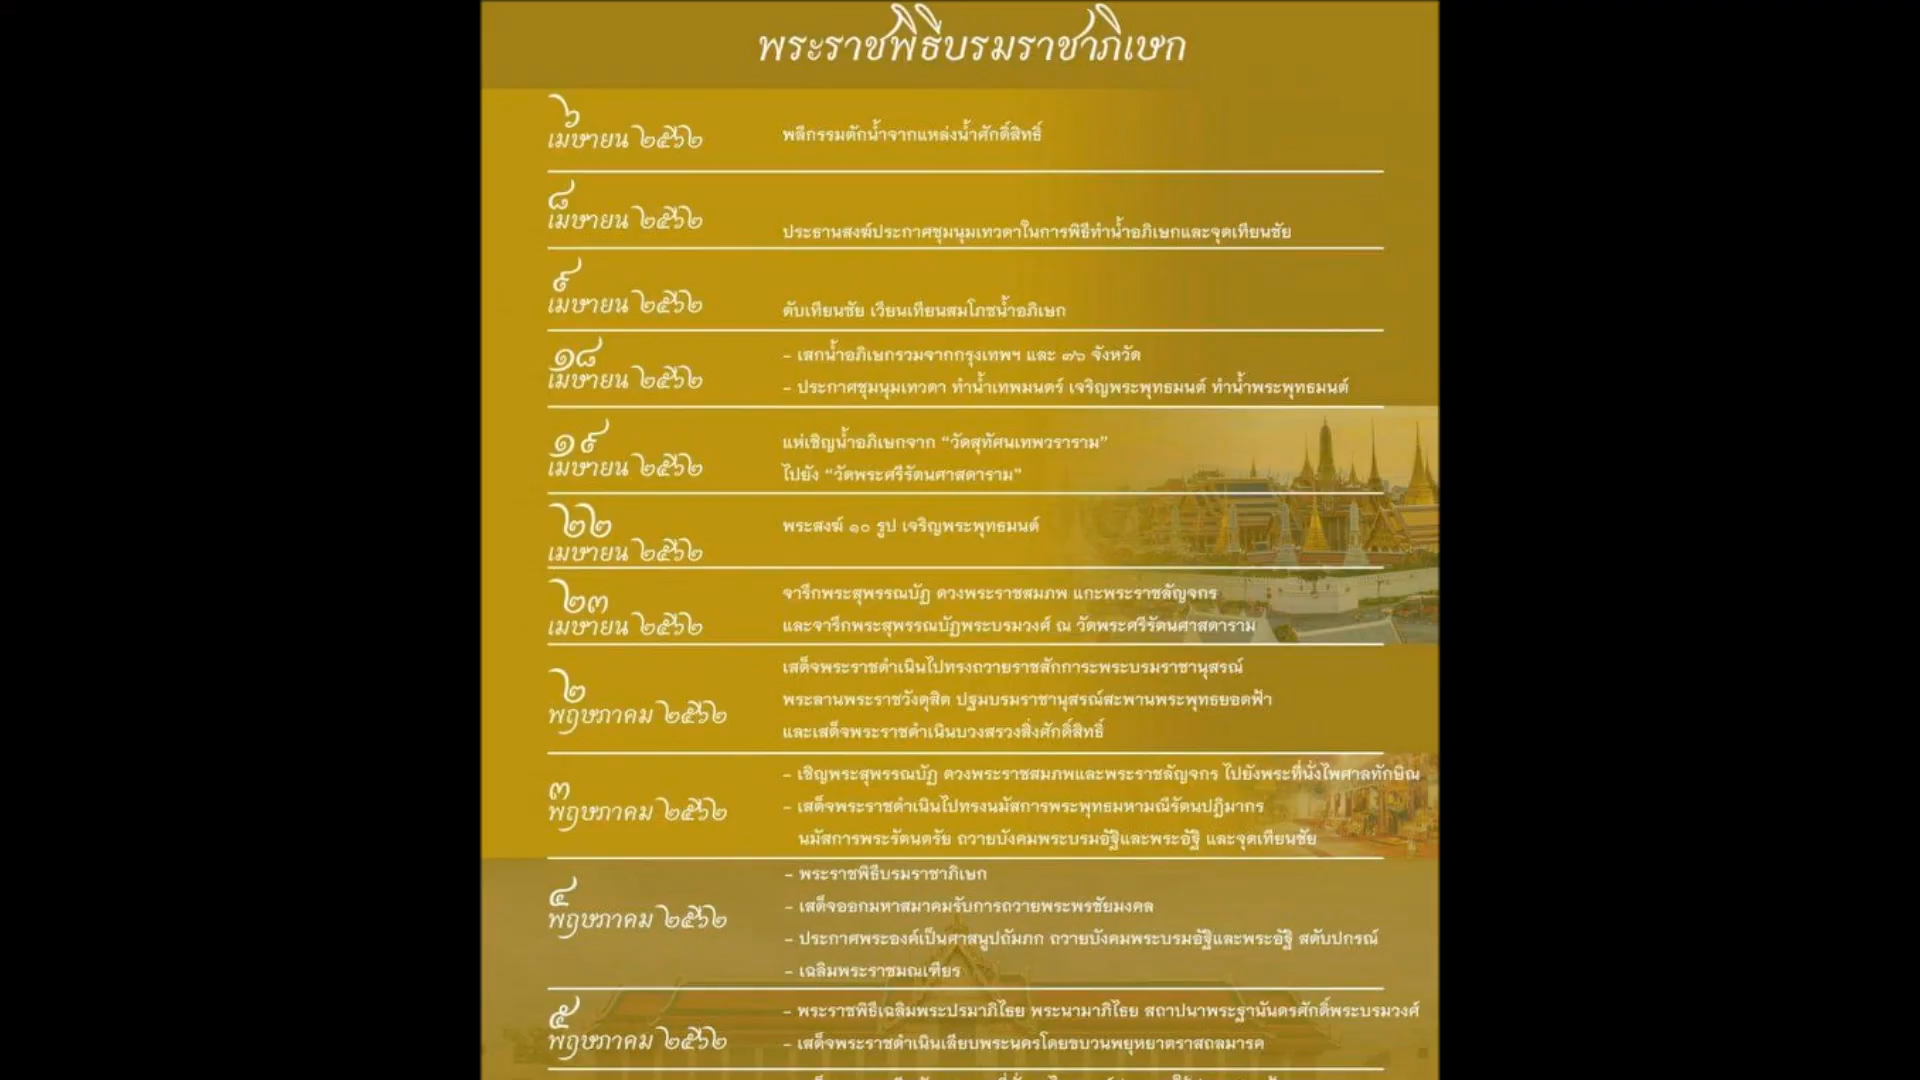 พระราชพิธีบรมราชาภิเษก
๖
เมษายน ๒๕๖๒
พลีกรรมตักน้ำจากแหล่งน้ำศักดิ์สิทธิ์
๘
เมษายน ๒๕๖๒
ประธานสงฆ์ประกาศชุมนุมเทวดาในการพิธีทำน้ำอภิเษกและจุดเทียนชัย
๙
เมษายน ๒๕๖๒
ดับเทียนชัย เวียนเทียนสมโภชน้ำอภิเษก
๑๘
เมษายน ๒๕๖๒
- เสกน้ำอภิเษกรวมจากกรุงเทพฯ และ ๗๖ จังหวัด
- ประกาศชุมนุมเทวดา ทำน้ำเทพมนตร์ เจริญพระพุทธมนต์ ทำน้ำพระพุทธมนต์
๑๙
เมษายน ๒๕๖๒
แห่เชิญน้ำอภิเษกจาก “วัดสุทัศนเทพวราราม”
ไปยัง “วัดพระศรีรัตนศาสดาราม”
๒๒
เมษายน ๒๕๖๒
พระสงฆ์ ๑๐ รูป เจริญพระพุทธมนต์
๒๓
เมษายน ๒๕๖๒
จารึกพระสุพรรณบัฏ ดวงพระราชสมภพ แกะพระราชลัญจกร
และจารึกพระสุพรรณบัฏพระบรมวงศ์ ณ วัดพระศรีรัตนศาสดาราม
๒
พฤษภาคม ๒๕๖๒
เสด็จพระราชดำเนินไปทรงถวายราชสักการะพระบรมราชานุสรณ์
พระลานพระราชวังดุสิต ปฐมบรมราชานุสรณ์สะพานพระพุทธยอดฟ้า
และเสด็จพระราชดำเนินบวงสรวงสิ่งศักดิ์สิทธิ์
๓
พฤษภาคม ๒๕๖๒
- เชิญพระสุพรรณบัฏ ดวงพระราชสมภพและพระราชลัญจกร ไปยังพระที่นั่งไพศาลทักษิณ
- เสด็จพระราชดำเนินไปทรงนมัสการพระพุทธมหามณีรัตนปฏิมากร
นมัสการพระรัตนตรัย ถวายบังคมพระบรมอัฐิและพระอัฐิ และจุดเทียนชัย
๔
พฤษภาคม ๒๕๖๒
- พระราชพิธีบรมราชาภิเษก
- เสด็จออกมหาสมาคมรับการถวายพระพรชัยมงคล
- ประกาศพระองค์เป็นศาสนูปถัมภก ถวายบังคมพระบรมอัฐิและพระอัฐิ สดับปกรณ์
- เฉลิมพระราชมณเฑียร
๕
พฤษภาคม ๒๕๖๒
- พระราชพิธีเฉลิมพระปรมาภิไธย พระนามาภิไธย สถาปนาพระฐานันดรศักดิ์พระบรมวงศ์
- เสด็จพระราชดำเนินเลียบพระนครโดยขบวนพยุหยาตราสถลมารค